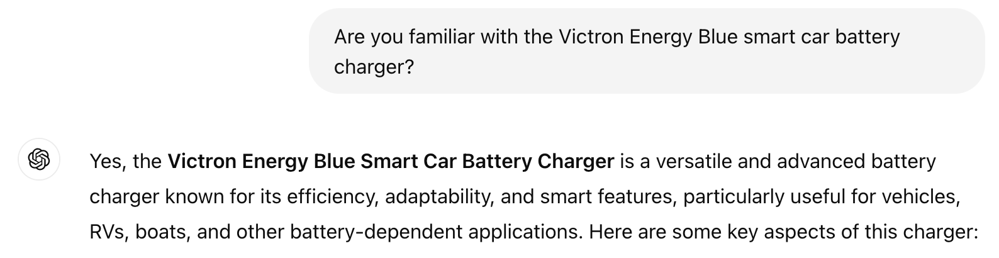 Are you familiar with the Victron Energy Blue smart car battery
charger?
Yes, the Victron Energy Blue Smart Car Battery Charger is a versatile and advanced battery
charger known for its efficiency, adaptability, and smart features, particularly useful for vehicles,
RVs, boats, and other battery-dependent applications. Here are some key aspects of this charger: